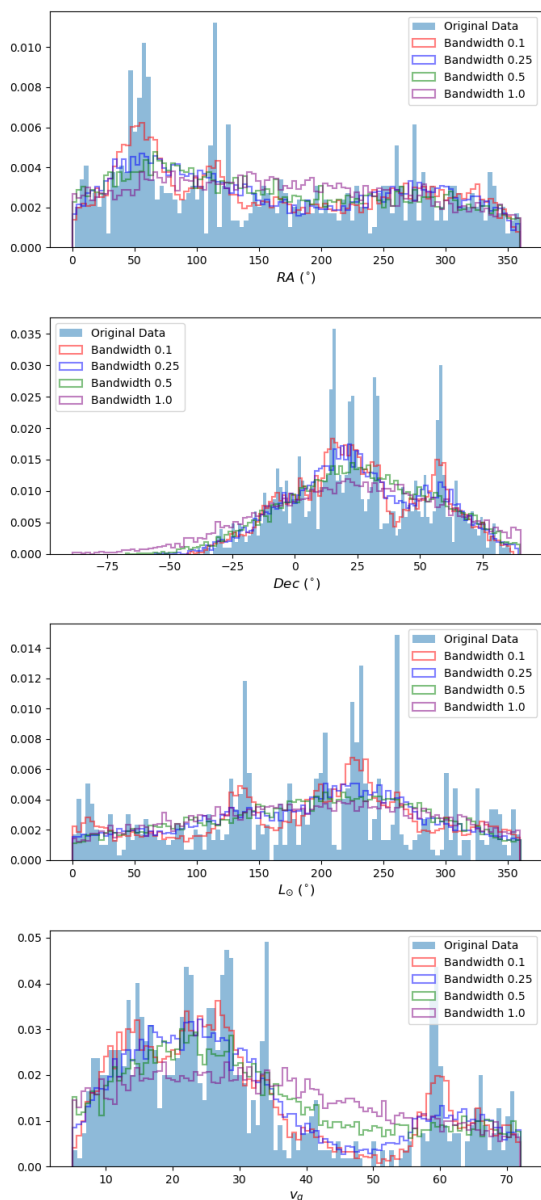 0.010
0.008
0.006
0.004
0.002
0.000
Original Data
Bandwidth 0.1
Bandwidth 0.25
Bandwidth 0.5
Bandwidth 1.0
0 50 100 150 200 250 300 350
RA (°)
0.035
0.030
0.025
0.020
0.015
0.010
0.005
0.000
Original Data
Bandwidth 0.1
Bandwidth 0.25
Bandwidth 0.5
Bandwidth 1.0
−75 −50 −25 0 25 50 75
Dec (°)
0.014
0.012
0.010
0.008
0.006
0.004
0.002
0.000
Original Data
Bandwidth 0.1
Bandwidth 0.25
Bandwidth 0.5
Bandwidth 1.0
0 50 100 150 200 250 300 350
L⊙ (°)
0.05
0.04
0.03
0.02
0.01
0.00
Original Data
Bandwidth 0.1
Bandwidth 0.25
Bandwidth 0.5
Bandwidth 1.0
10 20 30 40 50 60 70
v_g